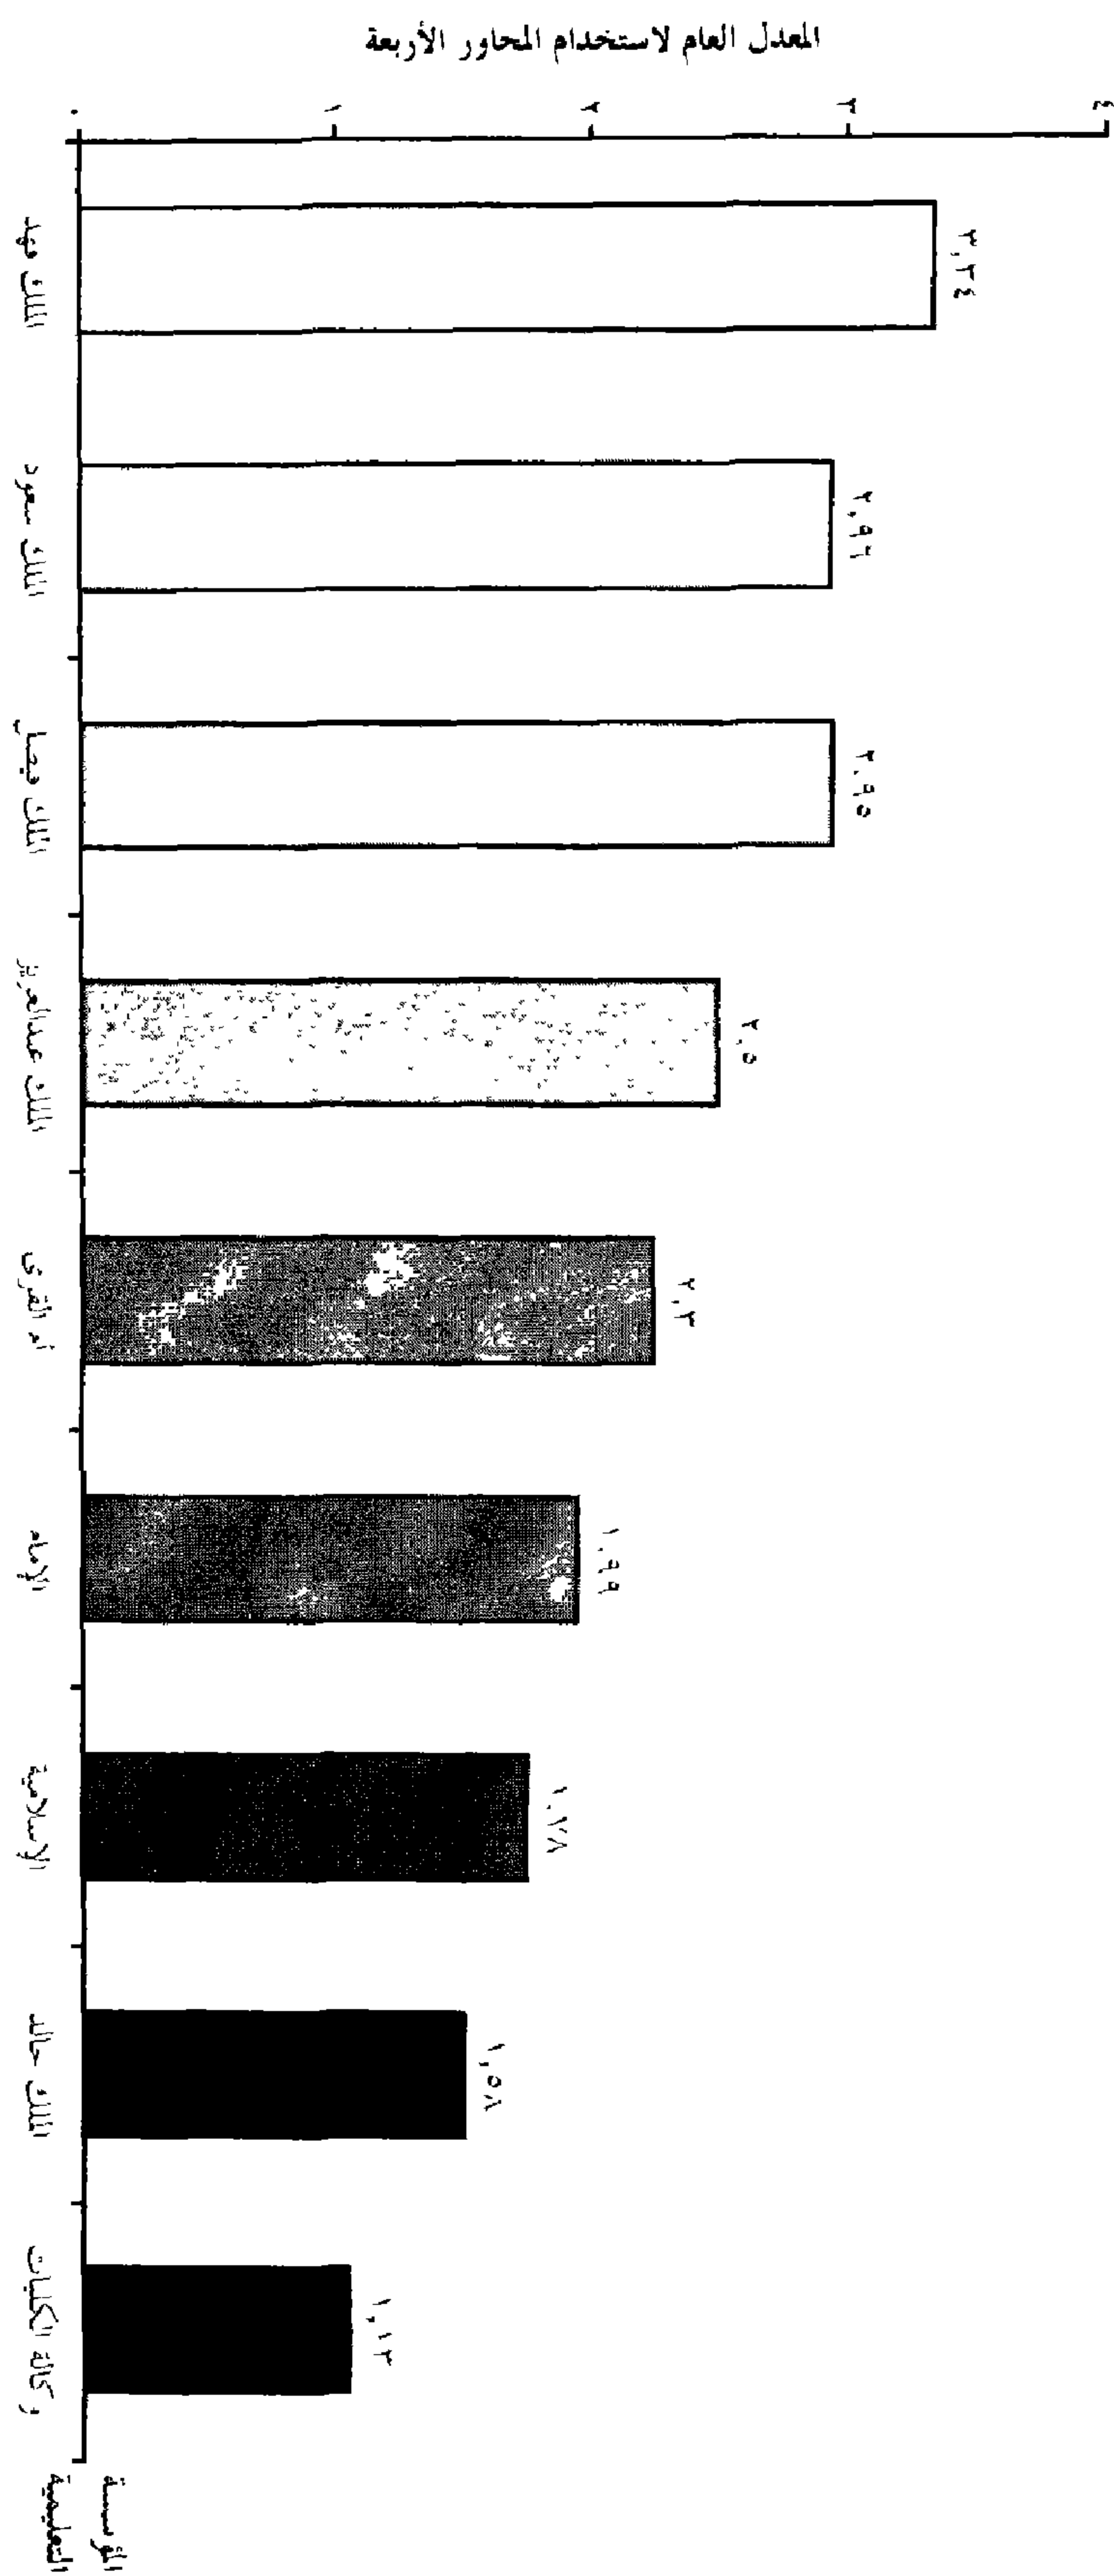 المعدل العام لاستخدام المحاور الأربعة
٤
٣
٢
١
٠
٣,٣٤
٢,٩٦
٢,٩٥
٢,٥
٢,٣
١,٩٩
١,٧٨
١,٥٨
١,١٣
الملك فهد
الملك سعود
الملك فيصل
الملك عبدالعزيز
أم القرى
الإمام
الإسلامية
الملك خالد
وكالة الكليات
المؤسسة
التعليمية